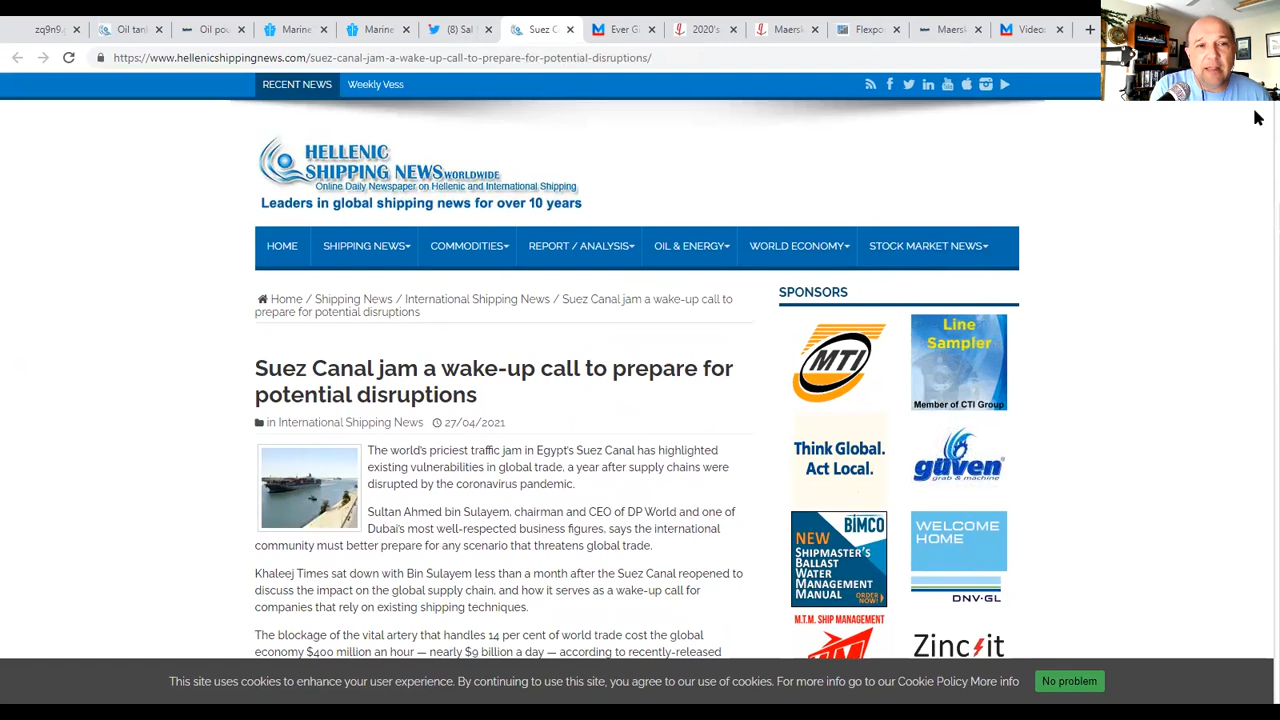 zq9n9.
Oil tank
Oil pou
Marine
Marine
(8) Sal
Suez C
Ever Gi
2020's
Maersk
Flexpo
Maersk
Video:
https://www.hellenicshippingnews.com/suez-canal-jam-a-wake-up-call-to-prepare-for-potential-disruptions/
RECENT NEWS
Weekly Vess
HELLENIC
SHIPPING NEWS WORLDWIDE
Online Daily Newspaper on Hellenic and International Shipping
Leaders in global shipping news for over 10 years
HOME
SHIPPING NEWS
COMMODITIES
REPORT / ANALYSIS
OIL & ENERGY
WORLD ECONOMY
STOCK MARKET NEWS
Home / Shipping News / International Shipping News / Suez Canal jam a wake-up call to
prepare for potential disruptions
Suez Canal jam a wake-up call to prepare for
potential disruptions
in International Shipping News 27/04/2021
The world's priciest traffic jam in Egypt's Suez Canal has highlighted
existing vulnerabilities in global trade, a year after supply chains were
disrupted by the coronavirus pandemic.
Sultan Ahmed bin Sulayem, chairman and CEO of DP World and one of
Dubai's most well-respected business figures, says the international
community must better prepare for any scenario that threatens global trade.
Khaleej Times sat down with Bin Sulayem less than a month after the Suez Canal reopened to
discuss the impact on the global supply chain, and how it serves as a wake-up call for
companies that rely on existing shipping techniques.
The blockage of the vital artery that handles 14 per cent of world trade cost the global
economy $400 million an hour — nearly $9 billion a day — according to recently-released
SPONSORS
MTI
Line
Sampler
Member of CTI Group
Think Global.
Act Local.
güven
grab & machine
BIMCO
NEW
SHIPMASTER'S
BALLAST
WATER
MANAGEMENT
MANUAL
ORDER
NOW!
WELCOME
HOME
DNV·GL
M.T.M. SHIP MANAGEMENT
MTM
Zinc it
This site uses cookies to enhance your user experience. By continuing to use this site, you agree to our use of cookies. For more info go to our Cookie Policy More info
No problem